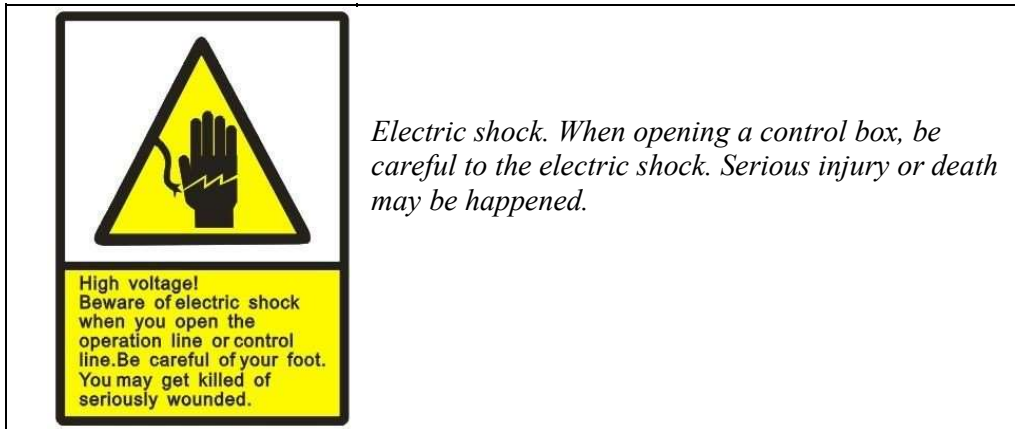 High voltage!
Beware of electric shock
when you open the
operation line or control
line.Be careful of your foot.
You may get killed of
seriously wounded.
Electric shock. When opening a control box, be
careful to the electric shock. Serious injury or death
may be happened.